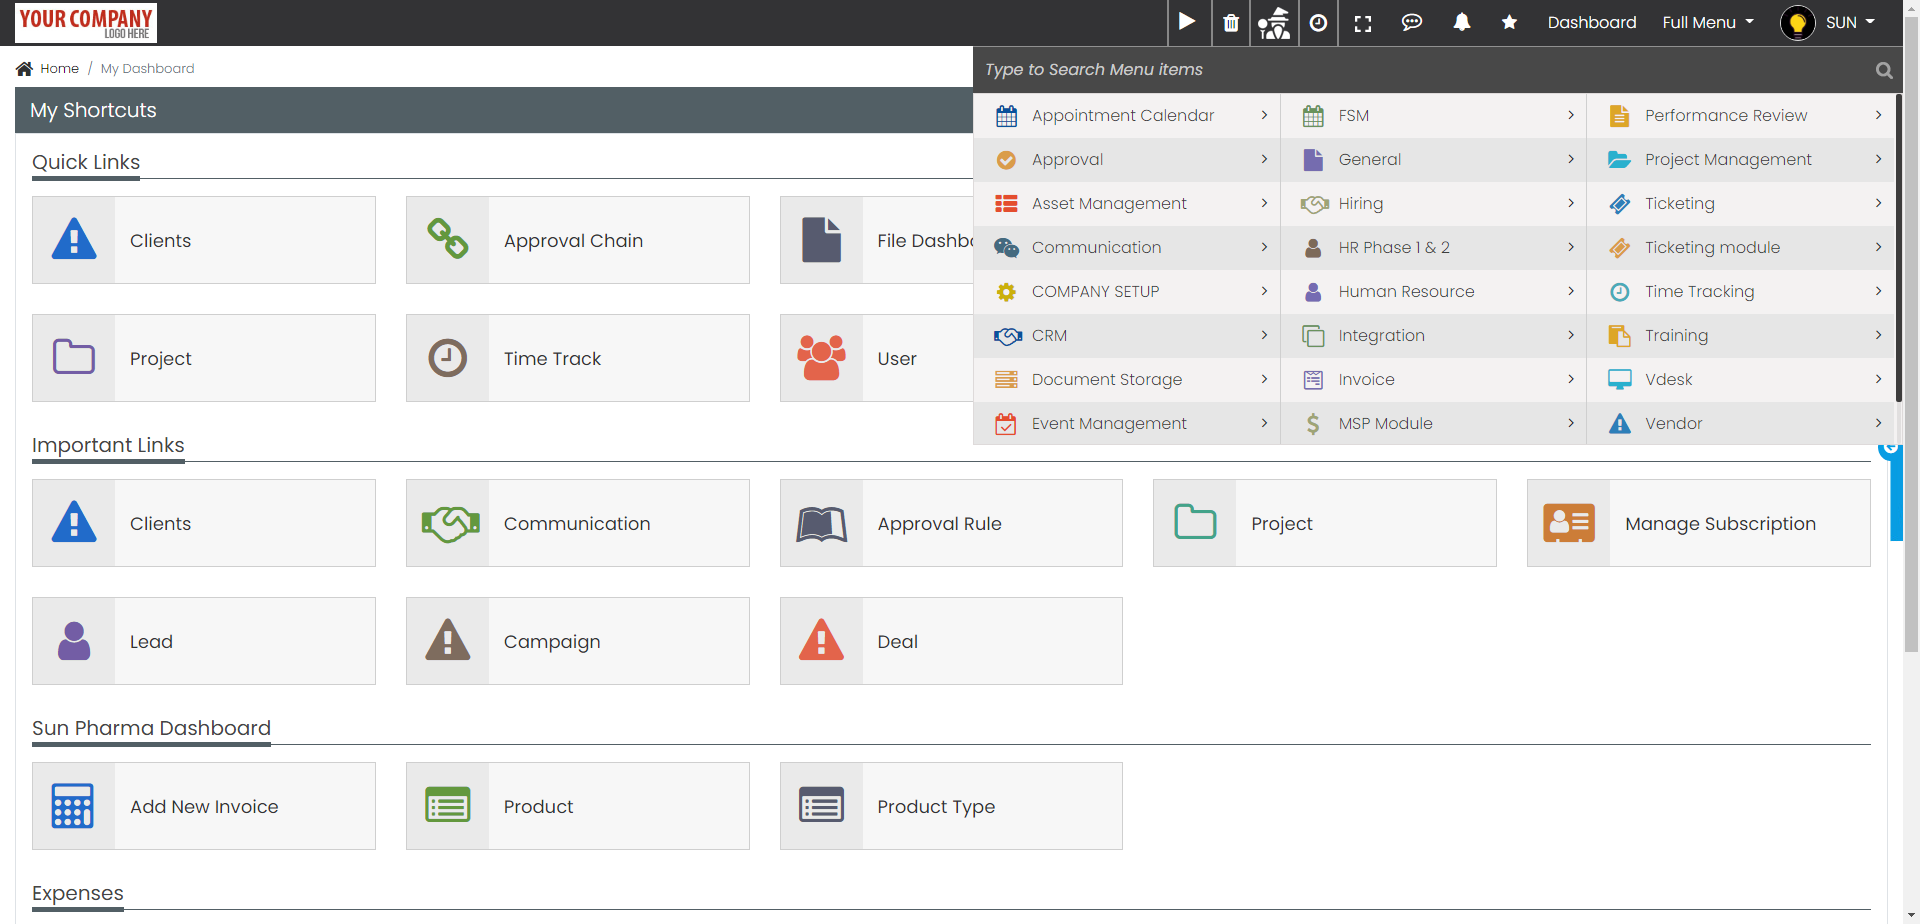 YOUR COMPANY
LOGO HERE
Dashboard
Full Menu
SUN
Home / My Dashboard
Type to Search Menu items
My Shortcuts
Appointment Calendar
FSM
Performance Review
Approval
General
Project Management
Asset Management
Hiring
Ticketing
Communication
HR Phase 1 & 2
Ticketing module
COMPANY SETUP
Human Resource
Time Tracking
CRM
Integration
Training
Document Storage
Invoice
Vdesk
Event Management
MSP Module
Vendor
Quick Links
Clients
Approval Chain
File Dashbo
Project
Time Track
User
Important Links
Clients
Communication
Approval Rule
Project
Manage Subscription
Lead
Campaign
Deal
Sun Pharma Dashboard
Add New Invoice
Product
Product Type
Expenses